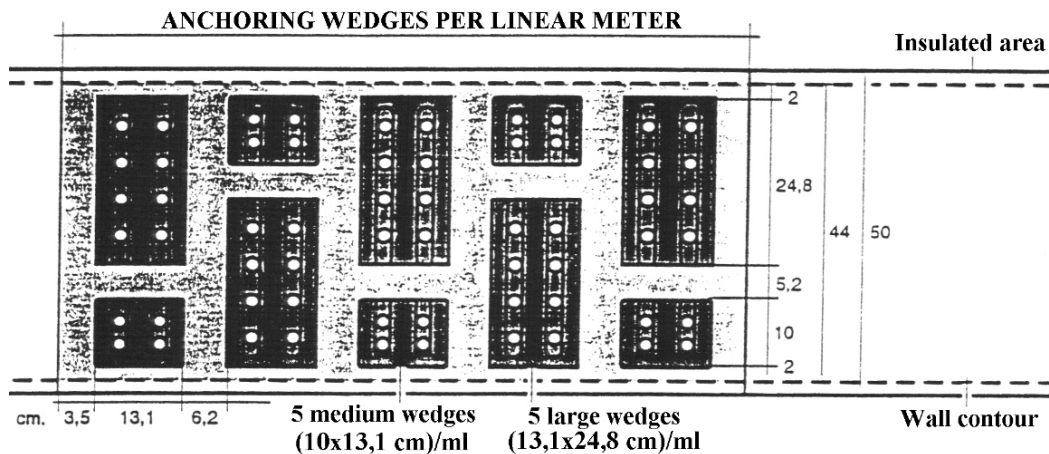 ANCHORING WEDGES PER LINEAR METER
Insulated area
2
24,8
44
50
5,2
10
2
cm. 3,5 13,1 6,2
5 medium wedges
(10x13,1 cm)/ml
5 large wedges
(13,1x24,8 cm)/ml
Wall contour